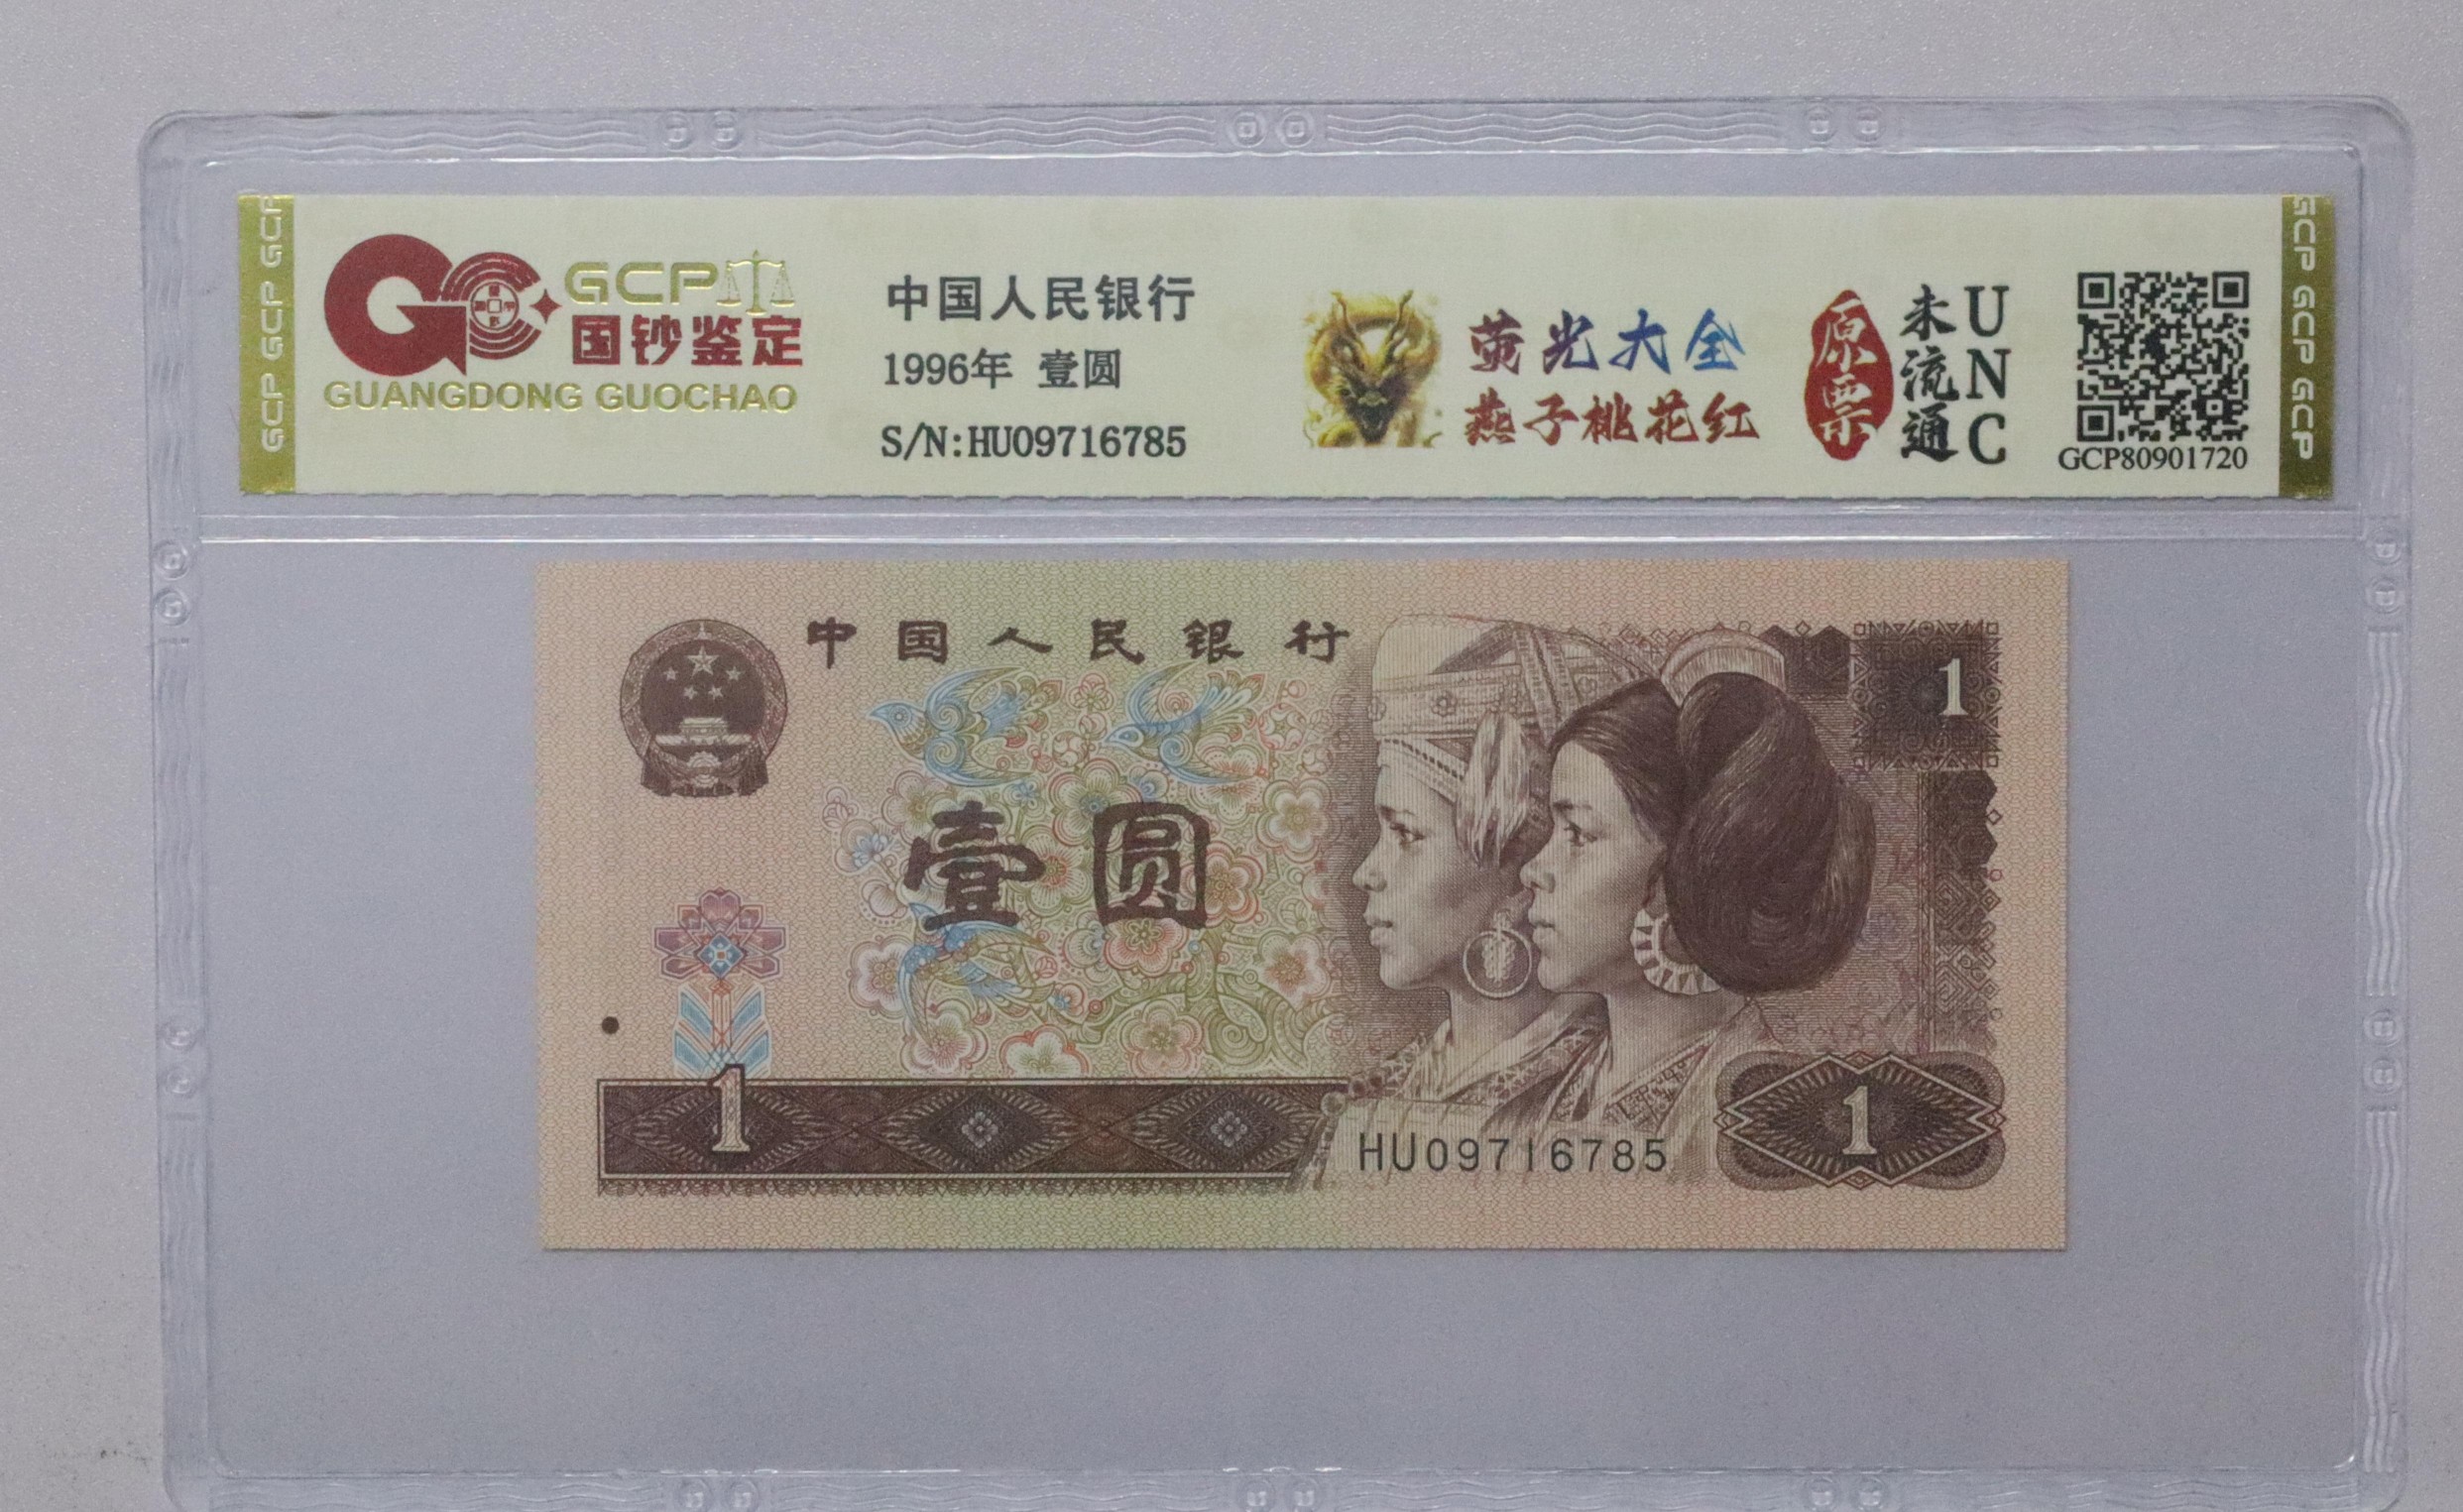 GCP GCP GCP
GCP
国钞鉴定
GUANGDONG GUOCHAO
中国人民银行
1996年 壹圆
S/N:HU09716785
荧光大全
燕子桃花红
原票
未流通
UNC
GCP80901720
GCP GCP GCP
中国人民银行
1
壹圆
1
HU09716785
1